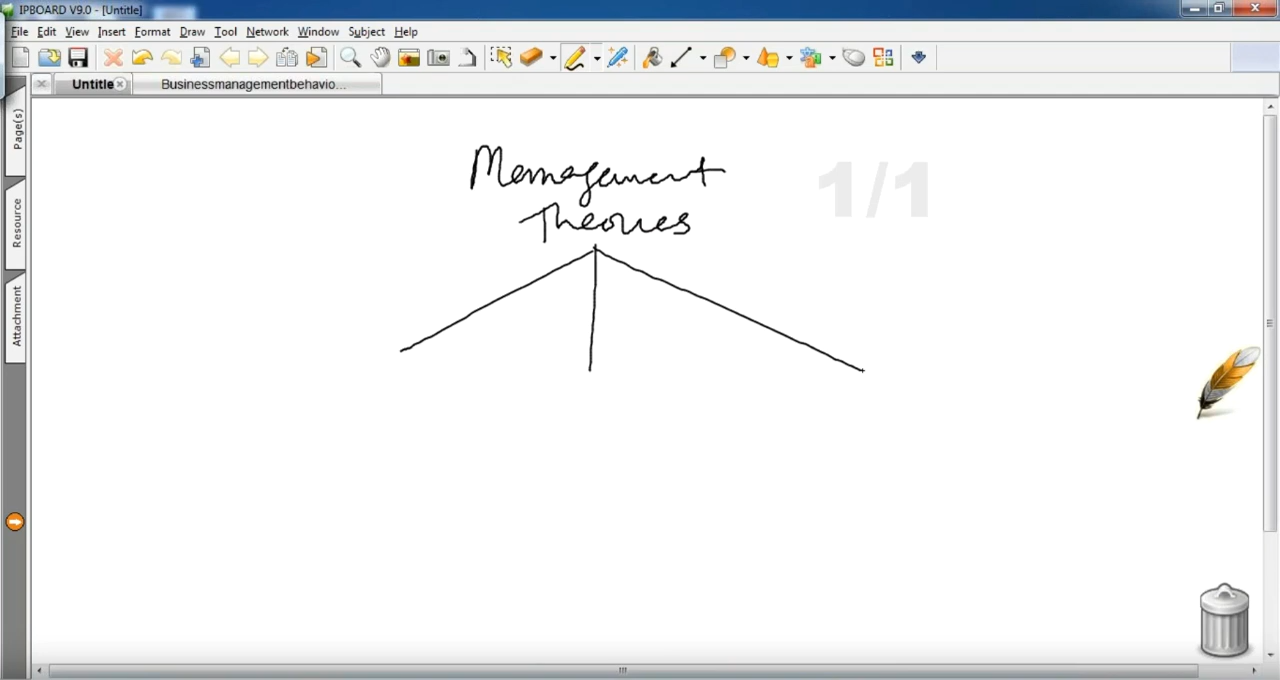 IPBOARD V9.0 - [Untitle]
File Edit View Insert Format Draw Tool Network Window Subject Help
Untitle
Businessmanagementbehavio...
Page(s)
Resource
Attachment
Management
Theories
1/1